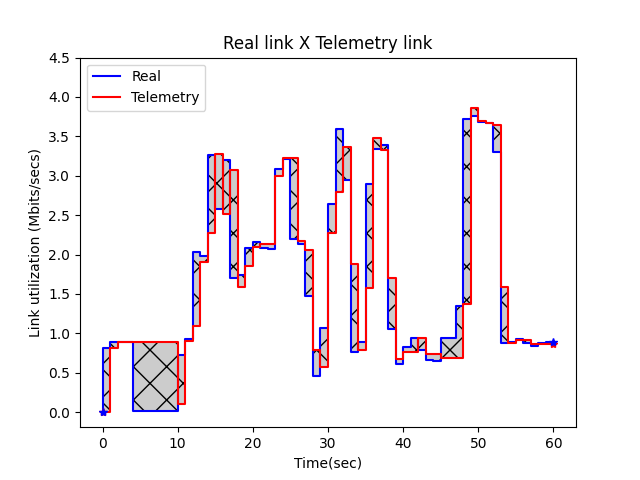 Real link X Telemetry link
Link utilization (Mbits/secs)
4.5
4.0
3.5
3.0
2.5
2.0
1.5
1.0
0.5
0.0
Real
Telemetry
0 10 20 30 40 50 60
Time(sec)